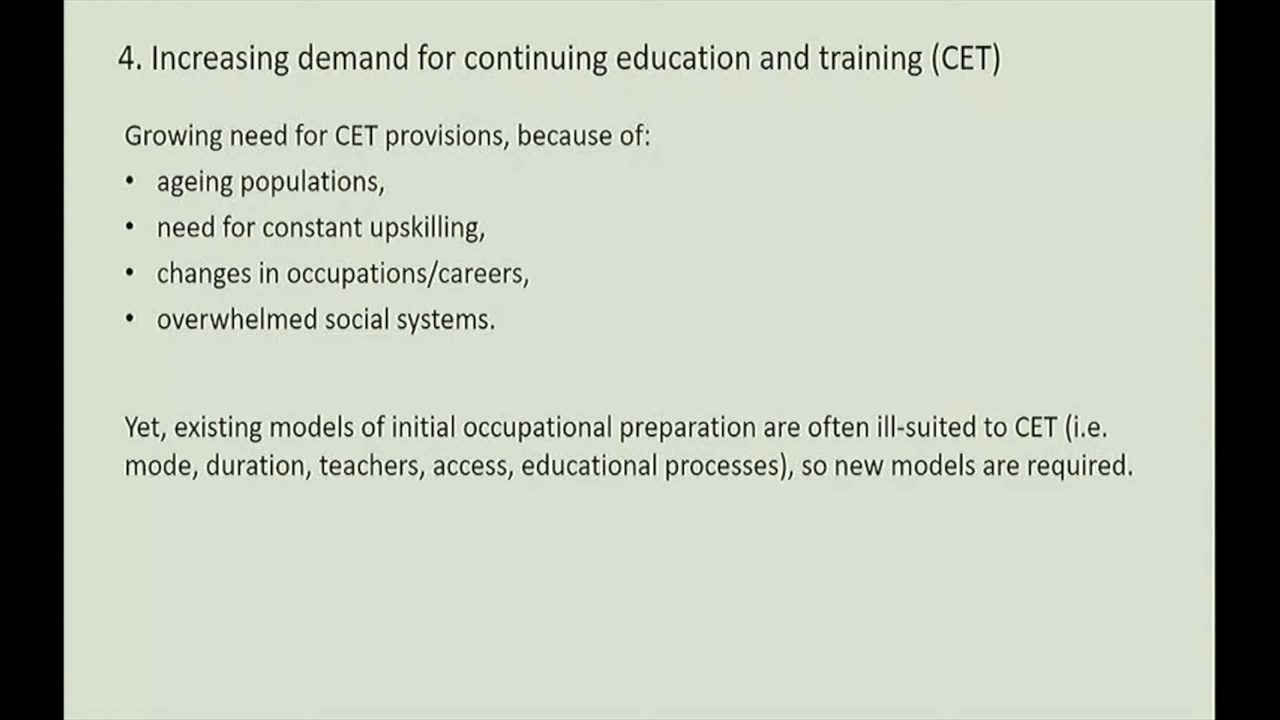 4. Increasing demand for continuing education and training (CET)
Growing need for CET provisions, because of:
• ageing populations,
• need for constant upskilling,
• changes in occupations/careers,
• overwhelmed social systems.
Yet, existing models of initial occupational preparation are often ill-suited to CET (i.e.
mode, duration, teachers, access, educational processes), so new models are required.